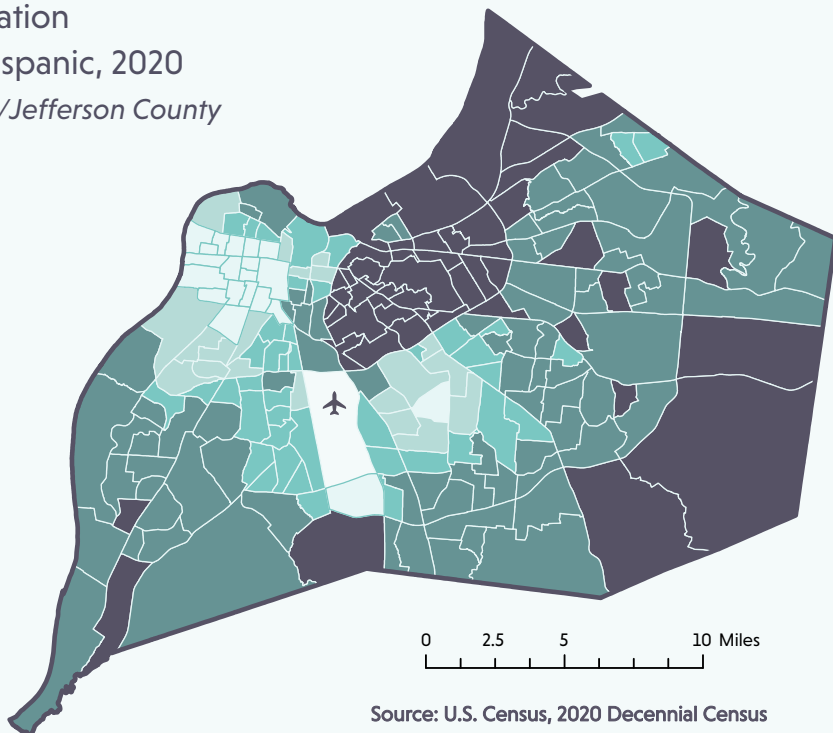 ation
spanic, 2020
/Jefferson County
0 2.5 5 10 Miles
Source: U.S. Census, 2020 Decennial Census